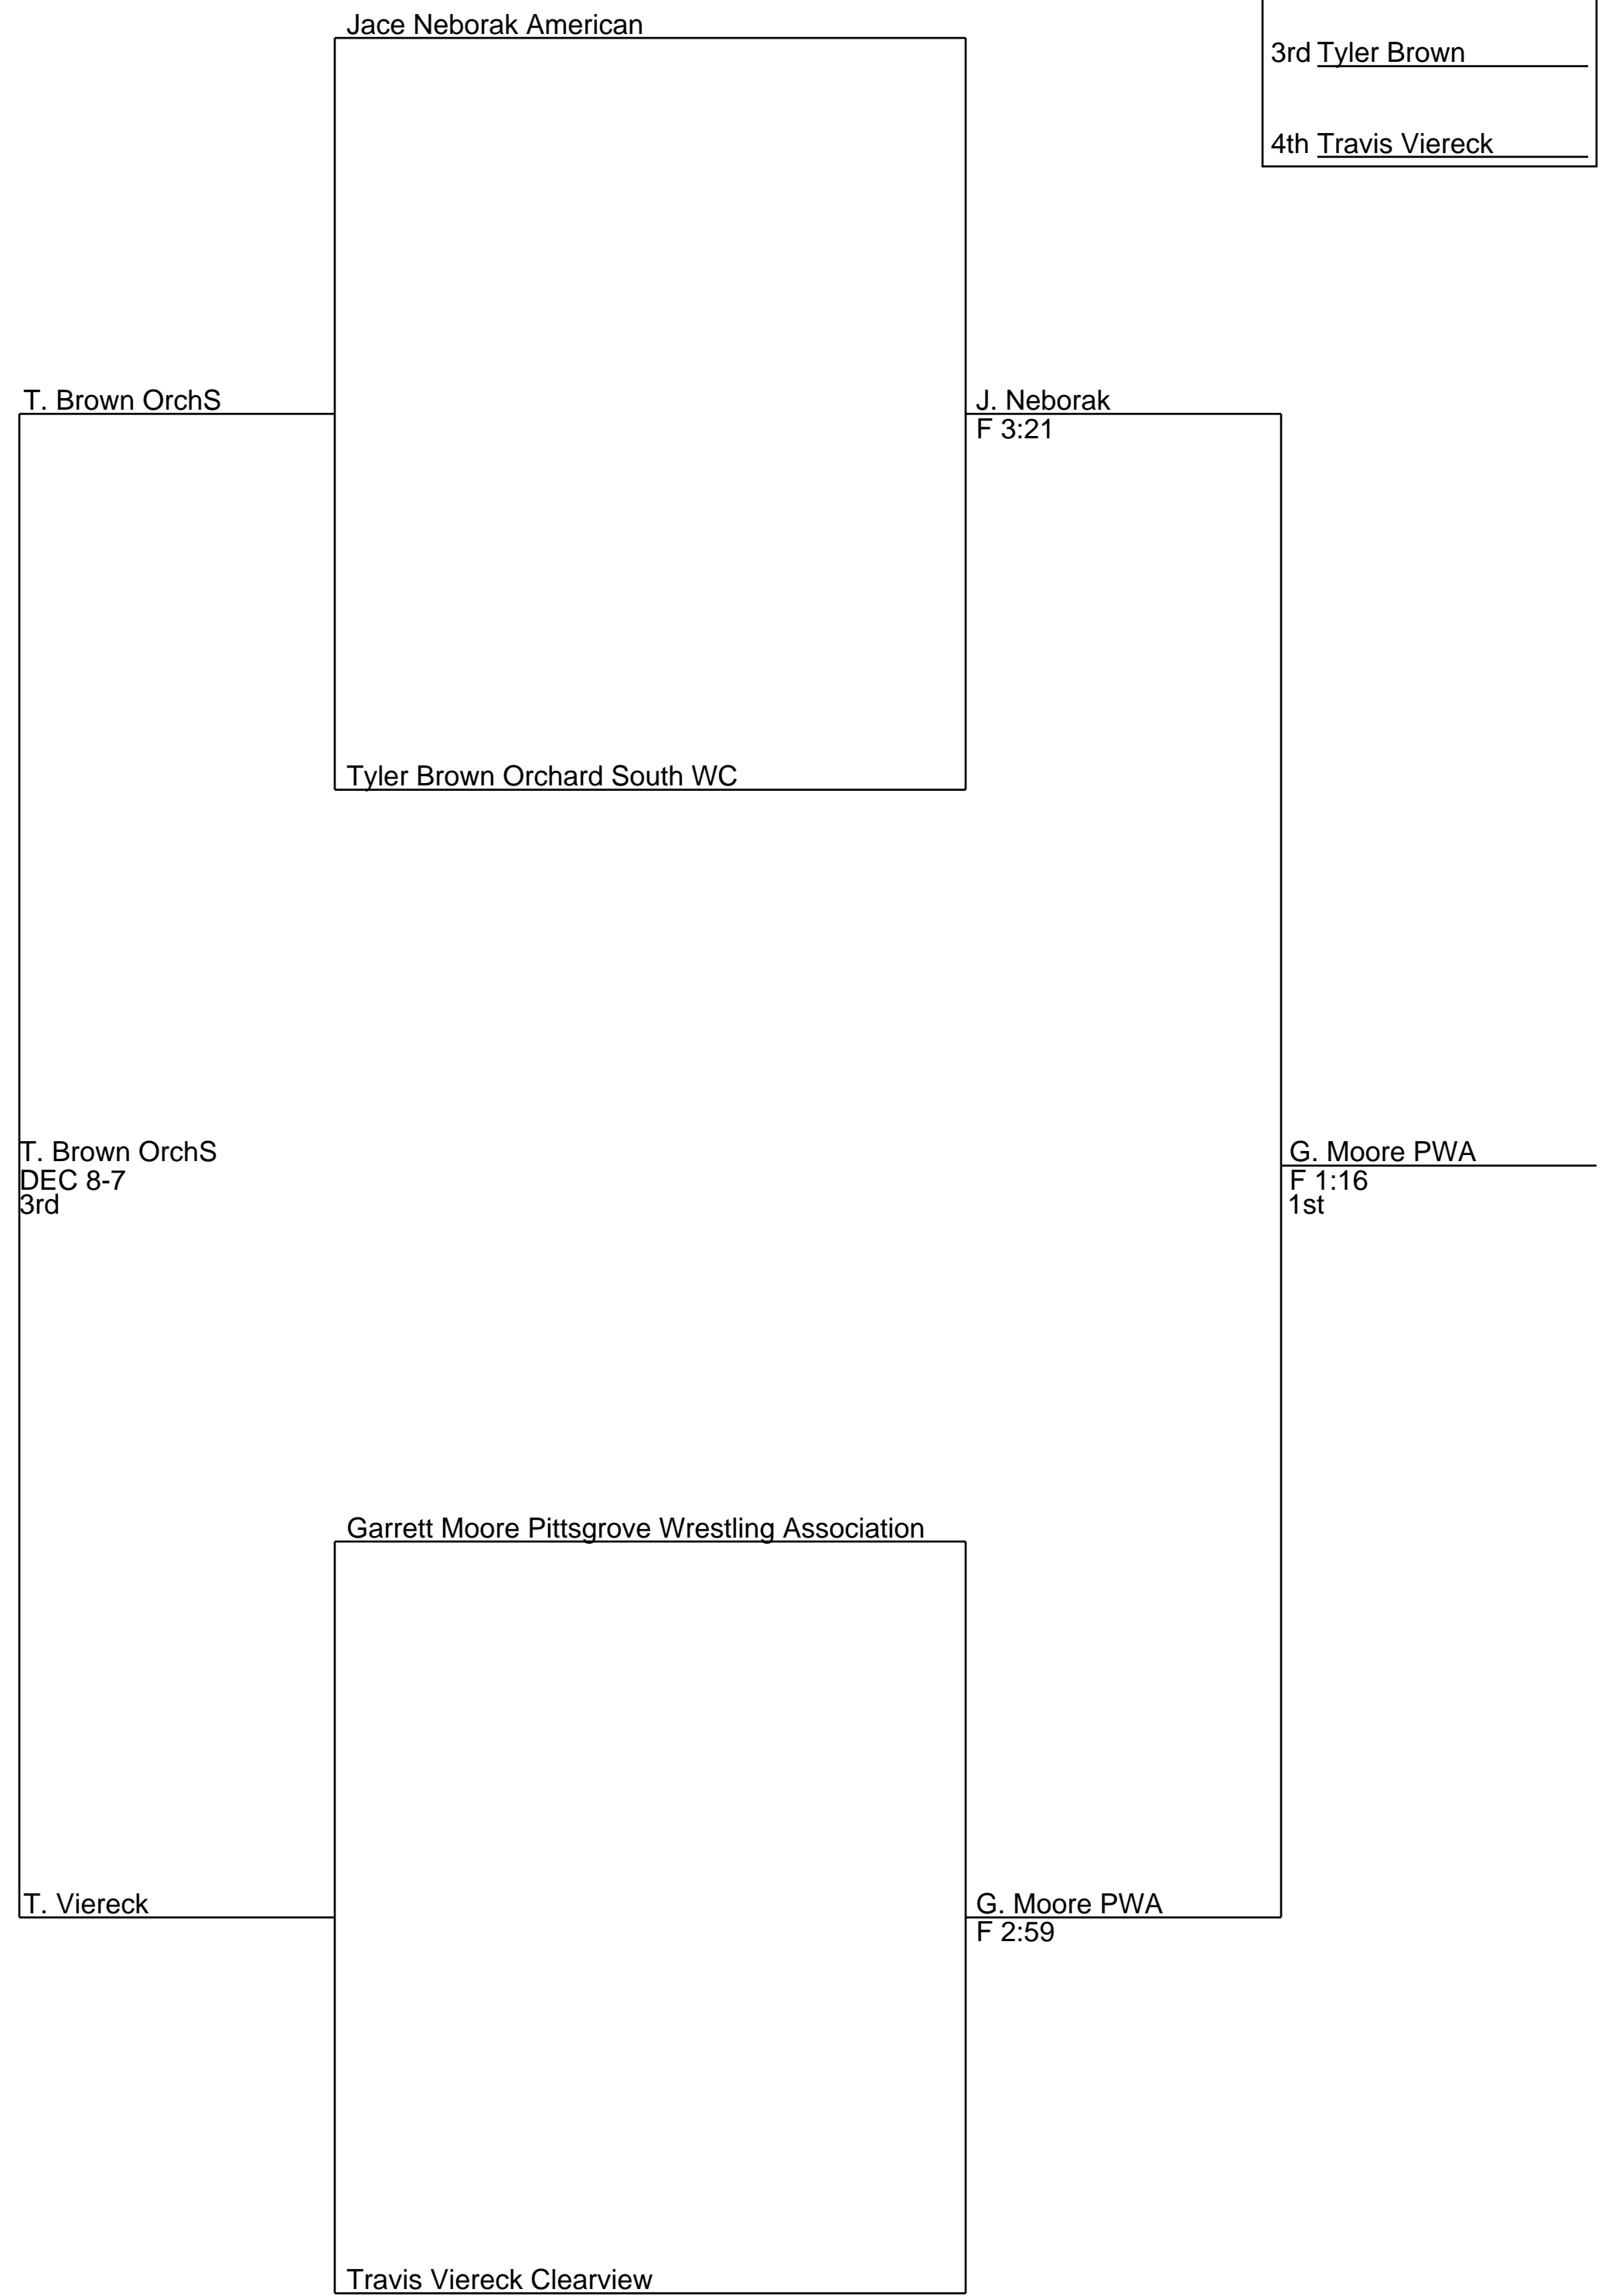 Jace Neborak American
3rd Tyler Brown
4th Travis Viereck
T. Brown OrchS
J. Neborak
F 3:21
Tyler Brown Orchard South WC
T. Brown OrchS
DEC 8-7
3rd
G. Moore PWA
F 1:16
1st
Garrett Moore Pittsgrove Wrestling Association
T. Viereck
G. Moore PWA
F 2:59
Travis Viereck Clearview